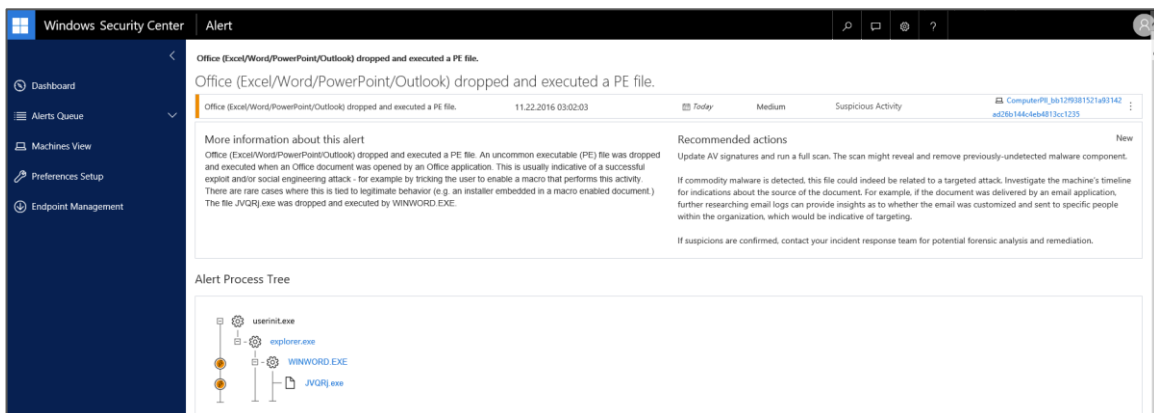 Windows Security Center | Alert
?
Office (Excel/Word/PowerPoint/Outlook) dropped and executed a PE file.
Office (Excel/Word/PowerPoint/Outlook) dropped and executed a PE file.
Dashboard
Alerts Queue
Machines View
Preferences Setup
Endpoint Management
Office (Excel/Word/PowerPoint/Outlook) dropped and executed a PE file. 11.22.2016 03:02:03 Today Medium Suspicious Activity ComputerPII_bb12f9381521a93142
ad26b144c4eb4813cc1235
More information about this alert
Office (Excel/Word/PowerPoint/Outlook) dropped and executed a PE file. An uncommon executable (PE) file was dropped
and executed when an Office document was opened by an Office application. This is usually indicative of a successful
exploit and/or social engineering attack - for example by tricking the user to enable a macro that performs this activity.
There are rare cases where this is tied to legitimate behavior (e.g. an installer embedded in a macro enabled document.)
The file JVQRj.exe was dropped and executed by WINWORD.EXE.
Recommended actions New
Update AV signatures and run a full scan. The scan might reveal and remove previously-undetected malware component.
If commodity malware is detected, this file could indeed be related to a targeted attack. Investigate the machine's timeline
for indications about the source of the document. For example, if the document was delivered by an email application,
further researching email logs can provide insights as to whether the email was customized and sent to specific people
within the organization, which would be indicative of targeting.
If suspicions are confirmed, contact your incident response team for potential forensic analysis and remediation.
Alert Process Tree
userinit.exe
explorer.exe
WINWORD.EXE
JVQRj.exe